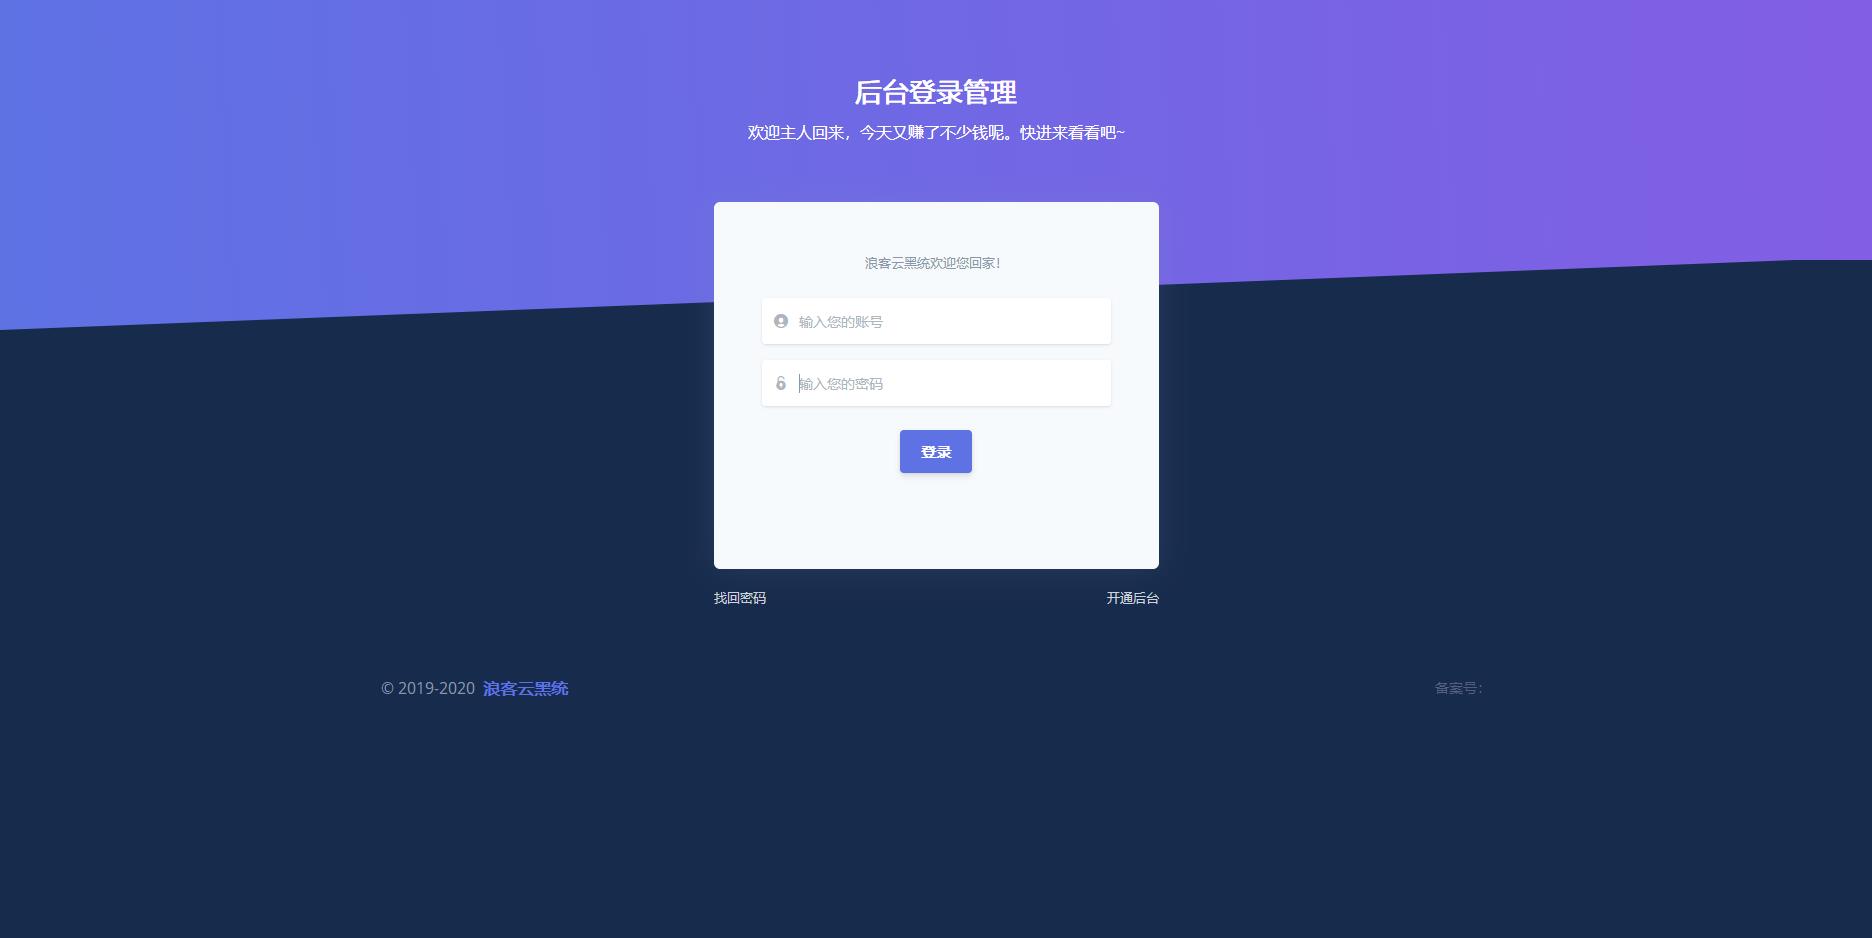 后台登录管理
欢迎主人回来，今天又赚了不少钱呢。快进来看看吧~
浪客云黑统欢迎您回家！
输入您的账号
输入您的密码
登录
找回密码
开通后台
© 2019-2020 浪客云黑统
备案号：